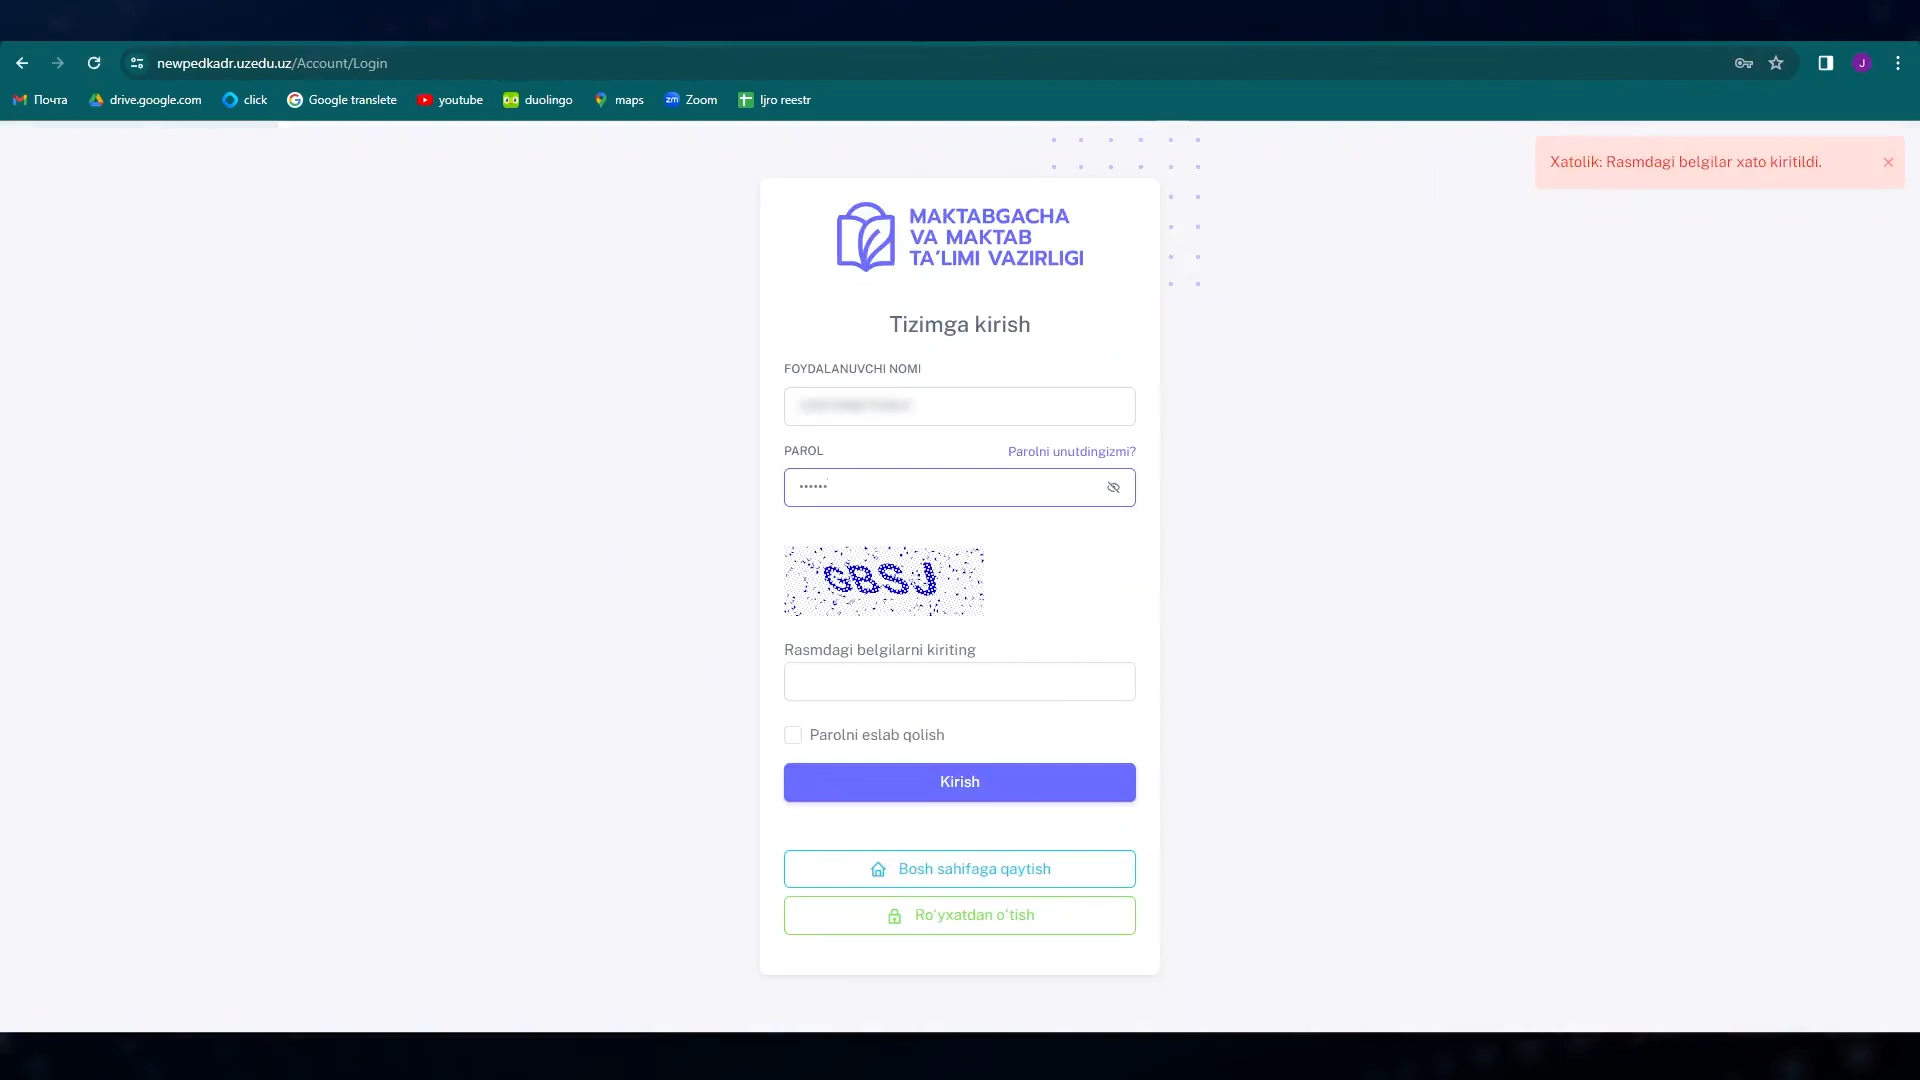 newpedkadr.uzedu.uz/Account/Login
J
Почта
drive.google.com
click
Google translete
youtube
duolingo
maps
zm Zoom
Ijro reestr
Xatolik: Rasmdagi belgilar xato kiritildi.
MAKTABGACHA
VA MAKTAB
TA'LIMI VAZIRLIGI
Tizimga kirish
FOYDALANUVCHI NOMI
PAROL
Parolni unutdingizmi?
GBSJ
Rasmdagi belgilarni kiriting
Parolni eslab qolish
Kirish
Bosh sahifaga qaytish
Ro'yxatdan o'tish